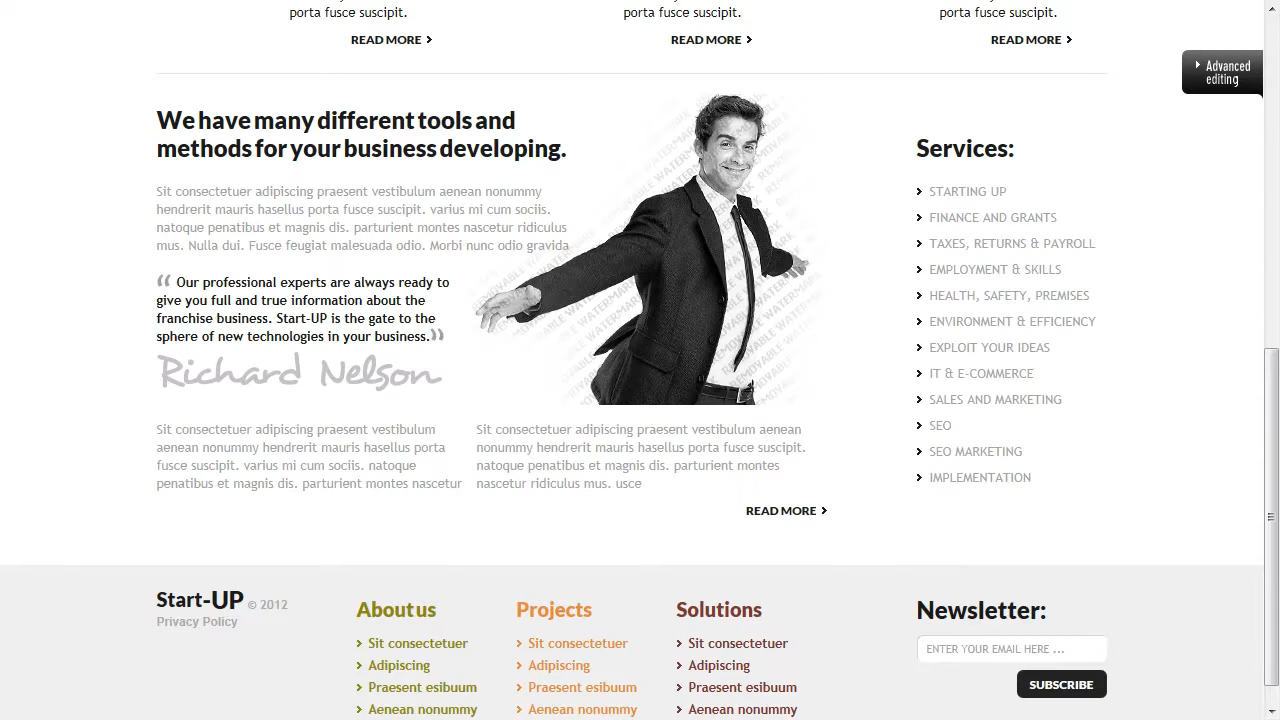 porta fusce suscipit.
porta fusce suscipit.
porta fusce suscipit.
READ MORE
READ MORE
READ MORE
Advanced
editing
We have many different tools and
methods for your business developing.
Sit consectetuer adipiscing praesent vestibulum aenean nonummy
hendrerit mauris hasellus porta fusce suscipit. varius mi cum sociis.
natoque penatibus et magnis dis. parturient montes nascetur ridiculus
mus. Nulla dui. Fusce feugiat malesuada odio. Morbi nunc odio gravida
“ Our professional experts are always ready to
give you full and true information about the
franchise business. Start-UP is the gate to the
sphere of new technologies in your business.”
Richard Nelson
REMOVABLE WATERMARK
Sit consectetuer adipiscing praesent vestibulum
aenean nonummy hendrerit mauris hasellus porta
fusce suscipit. varius mi cum sociis. natoque
penatibus et magnis dis. parturient montes nascetur
Sit consectetuer adipiscing praesent vestibulum aenean
nonummy hendrerit mauris hasellus porta fusce suscipit.
natoque penatibus et magnis dis. parturient montes
nascetur ridiculus mus. usce
READ MORE
Services:
STARTING UP
FINANCE AND GRANTS
TAXES, RETURNS & PAYROLL
EMPLOYMENT & SKILLS
HEALTH, SAFETY, PREMISES
ENVIRONMENT & EFFICIENCY
EXPLOIT YOUR IDEAS
IT & E-COMMERCE
SALES AND MARKETING
SEO
SEO MARKETING
IMPLEMENTATION
Start-UP © 2012
Privacy Policy
About us
Sit consectetuer
Adipiscing
Praesent esibuum
Aenean nonummy
Projects
Sit consectetuer
Adipiscing
Praesent esibuum
Aenean nonummy
Solutions
Sit consectetuer
Adipiscing
Praesent esibuum
Aenean nonummy
Newsletter:
ENTER YOUR EMAIL HERE ...
SUBSCRIBE